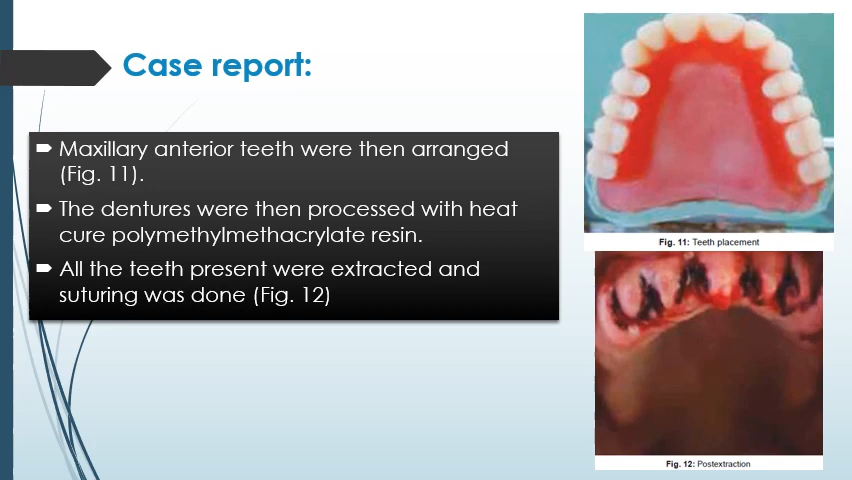 Case report:
Maxillary anterior teeth were then arranged
(Fig. 11).
The dentures were then processed with heat
cure polymethylmethacrylate resin.
All the teeth present were extracted and
suturing was done (Fig. 12)
Fig. 11: Teeth placement
Fig. 12: Postextraction